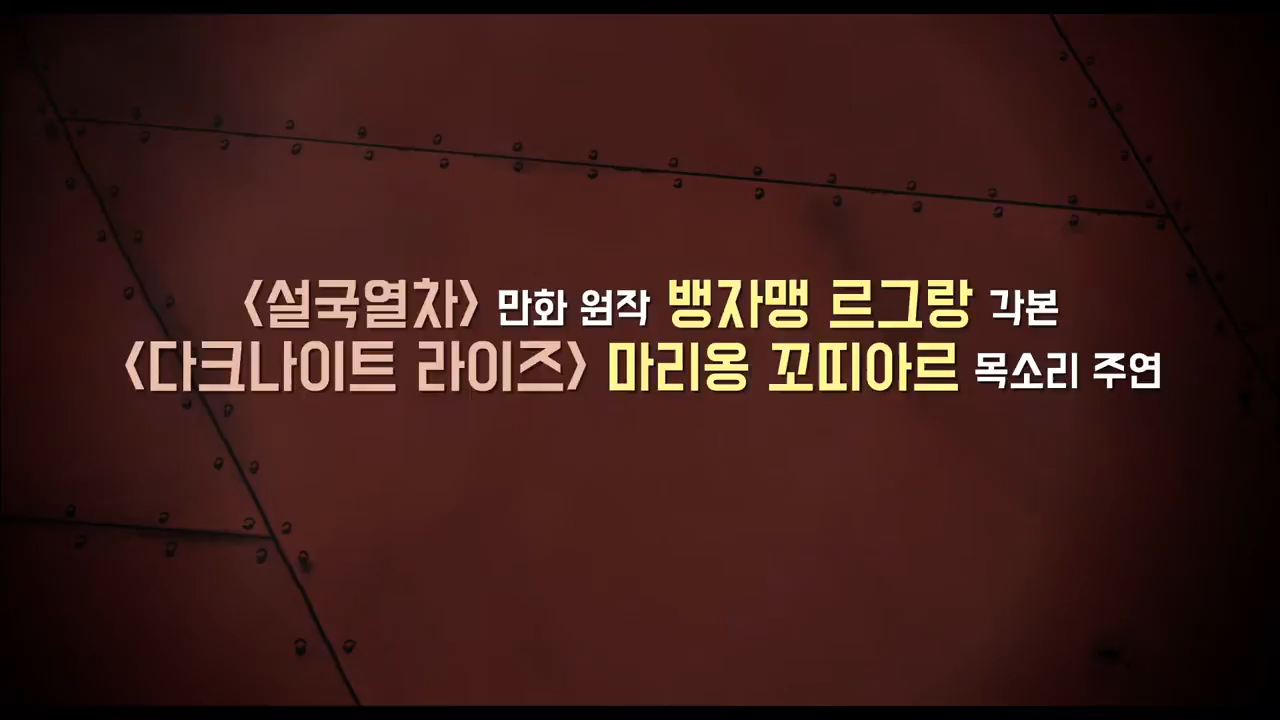 <설국열차> 만화 원작 뱅자맹 르그랑 각본
<다크나이트 라이즈> 마리옹 꼬띠아르 목소리 주연